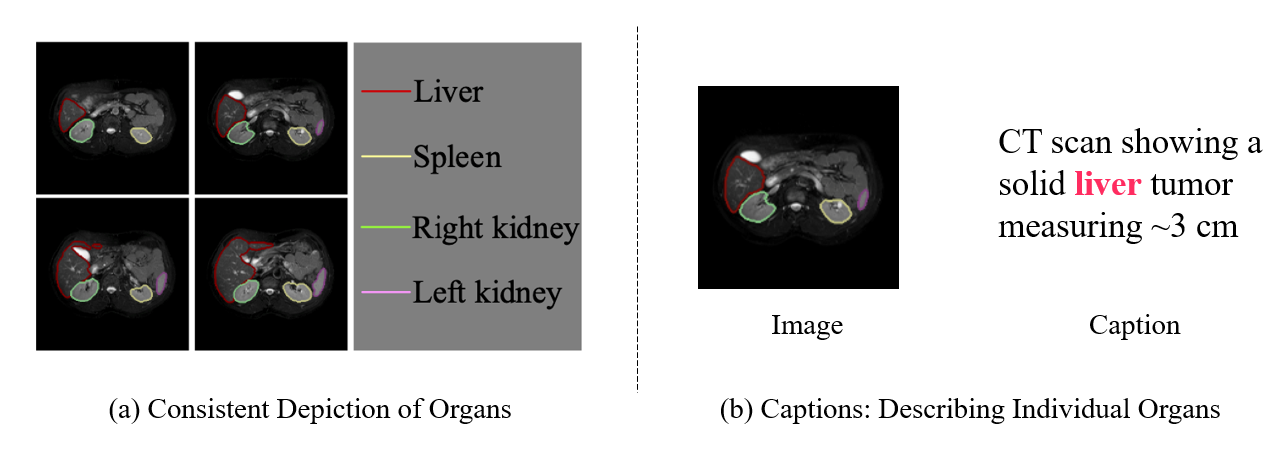 Liver
Spleen
Right kidney
Left kidney
(a) Consistent Depiction of Organs
CT scan showing a
solid liver tumor
measuring ~3 cm
Image
Caption
(b) Captions: Describing Individual Organs